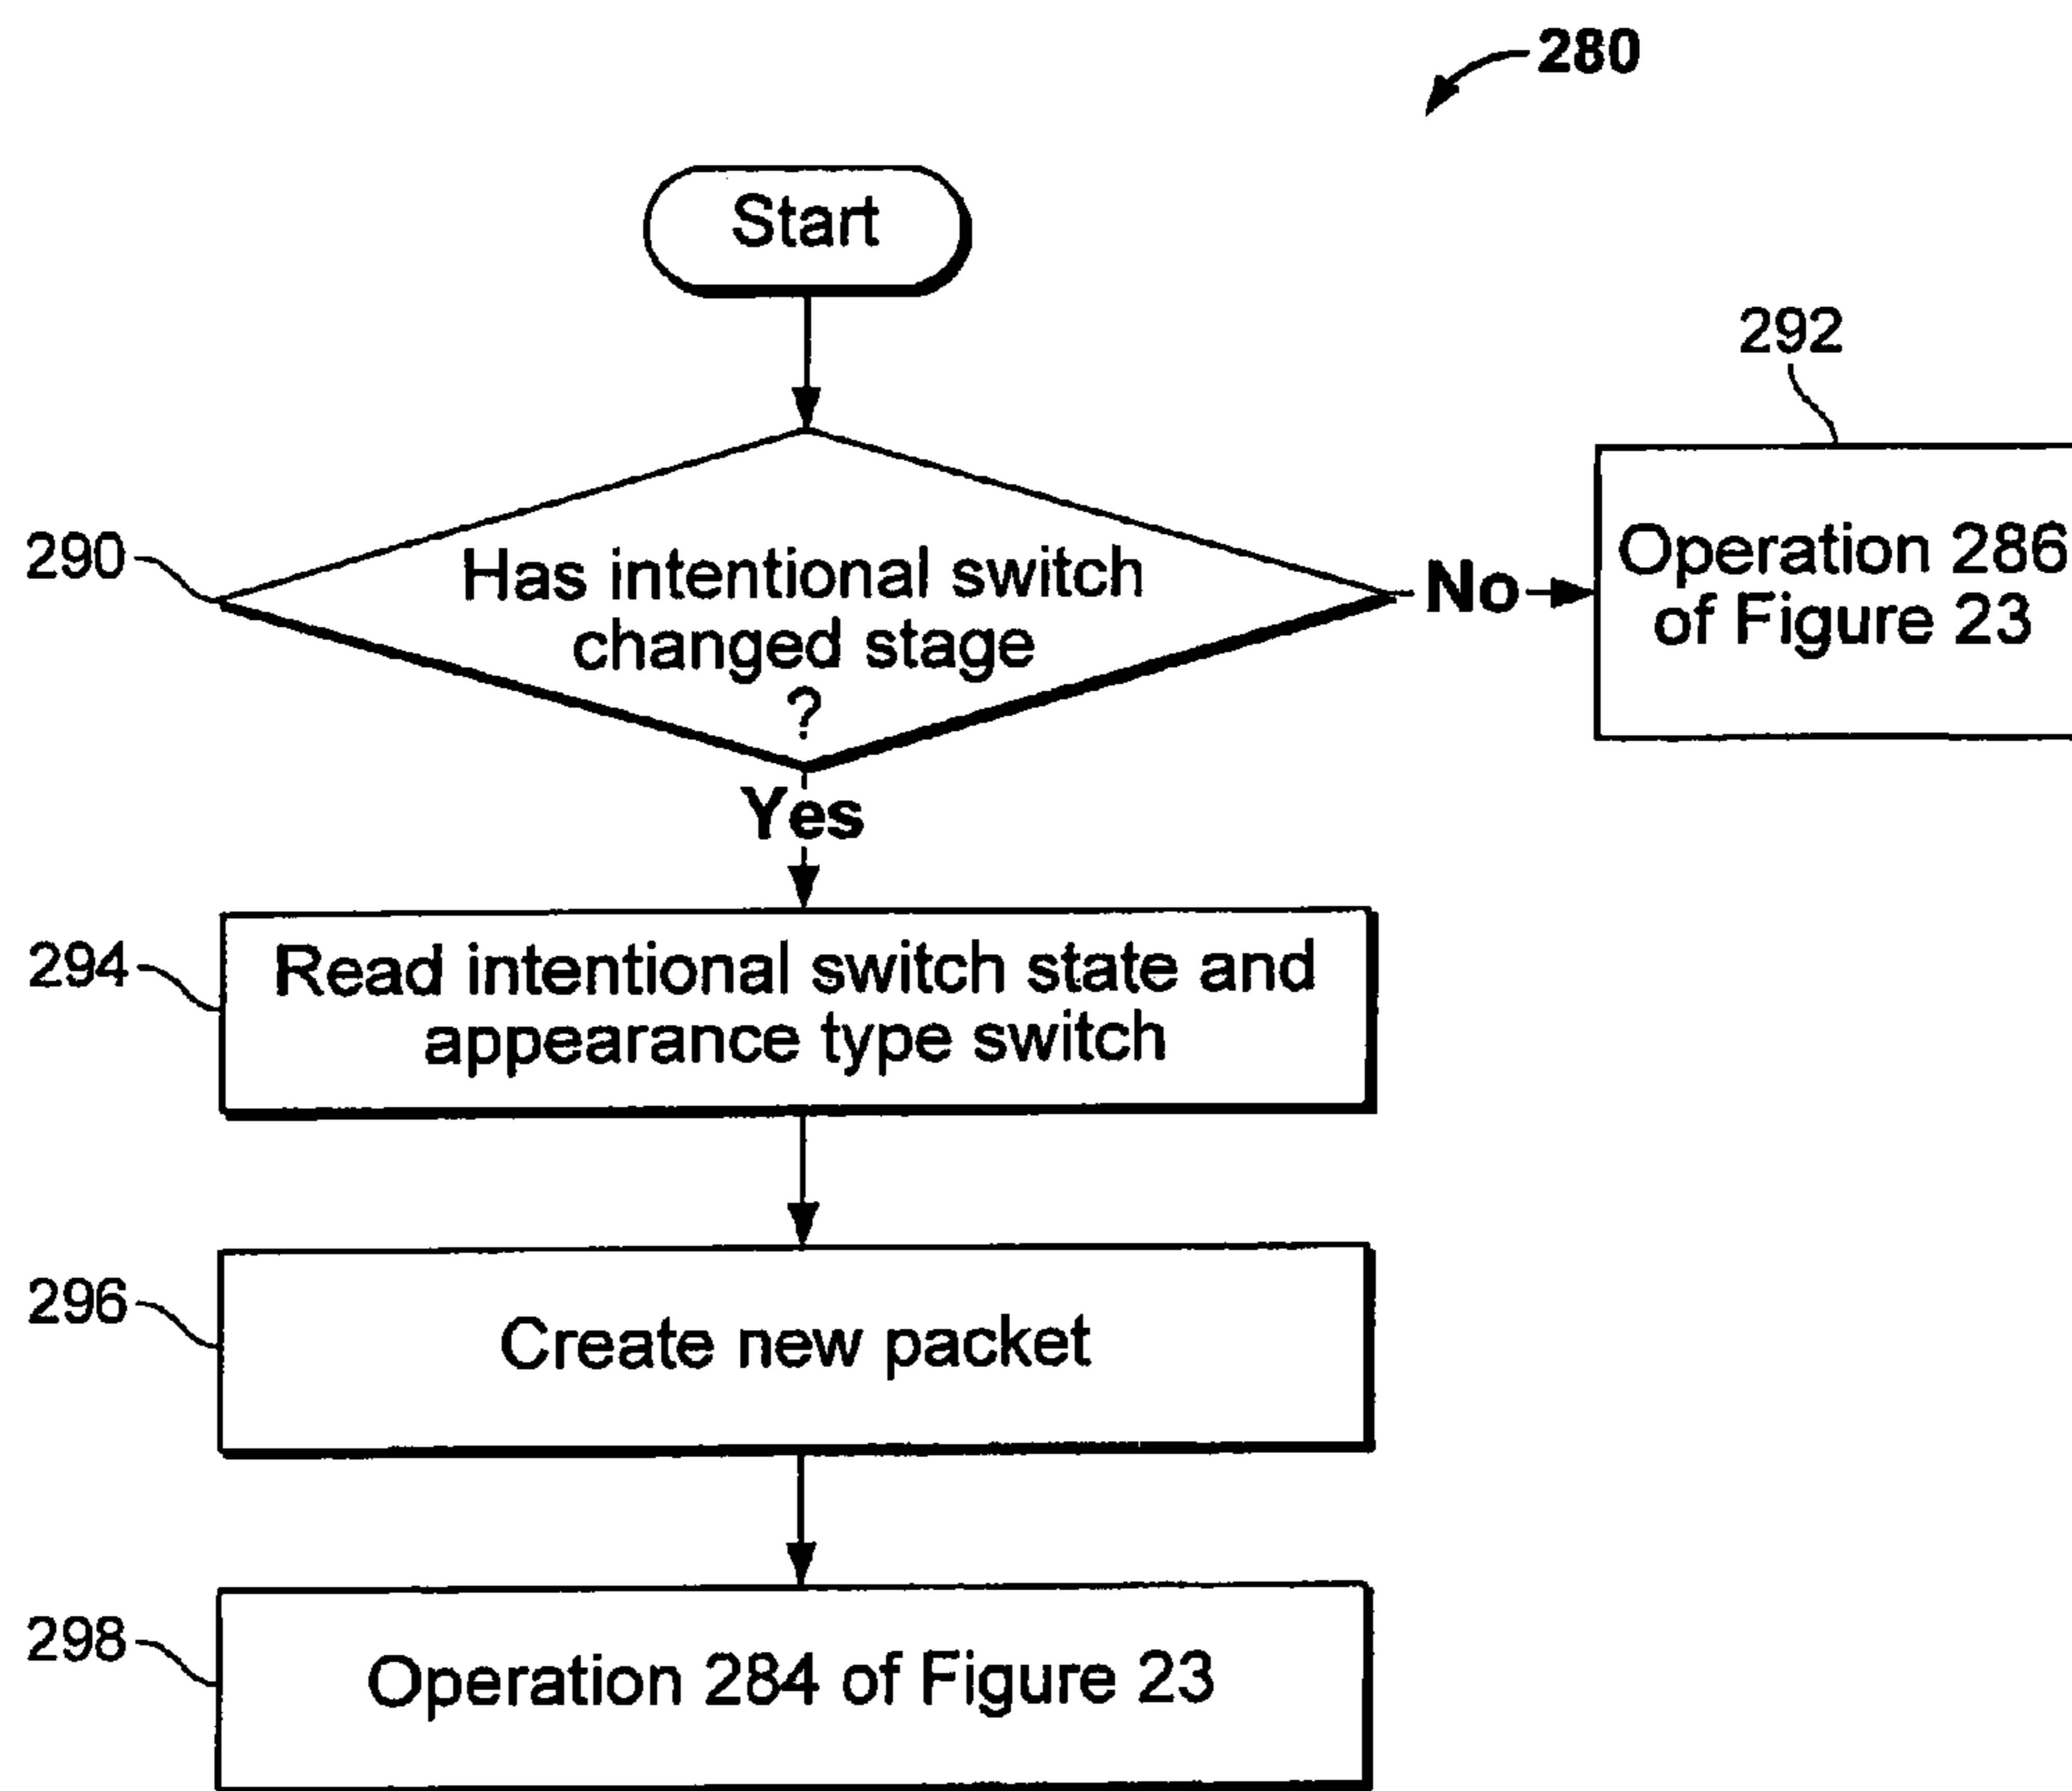 280
Start
292
290
Has intentional switch
changed stage
?
No
Operation 286
of Figure 23
Yes
294
Read intentional switch state and
appearance type switch
296
Create new packet
298
Operation 284 of Figure 23